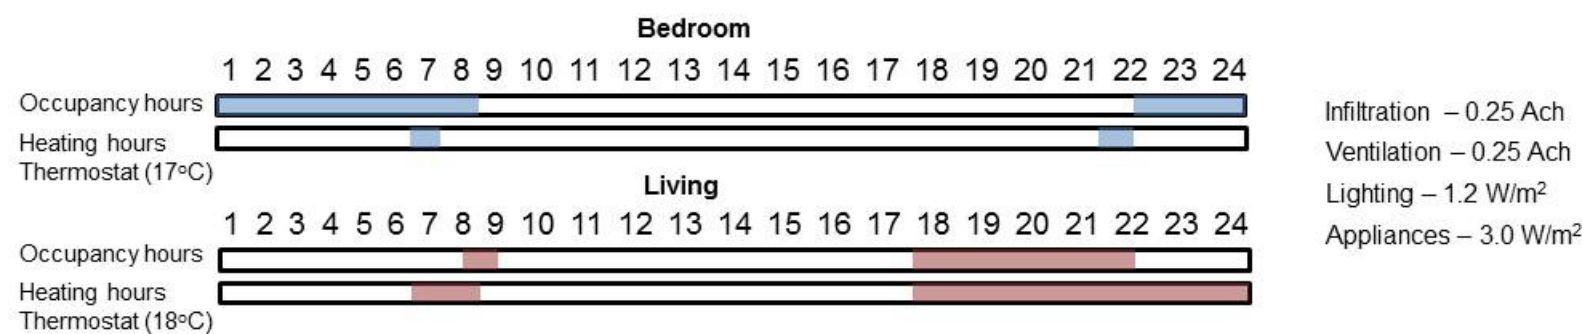 Bedroom
1 2 3 4 5 6 7 8 9 10 11 12 13 14 15 16 17 18 19 20 21 22 23 24
Occupancy hours
Heating hours
Thermostat (17ºC)
Living
1 2 3 4 5 6 7 8 9 10 11 12 13 14 15 16 17 18 19 20 21 22 23 24
Occupancy hours
Heating hours
Thermostat (18ºC)
Infiltration – 0.25 Ach
Ventilation – 0.25 Ach
Lighting – 1.2 W/m²
Appliances – 3.0 W/m²